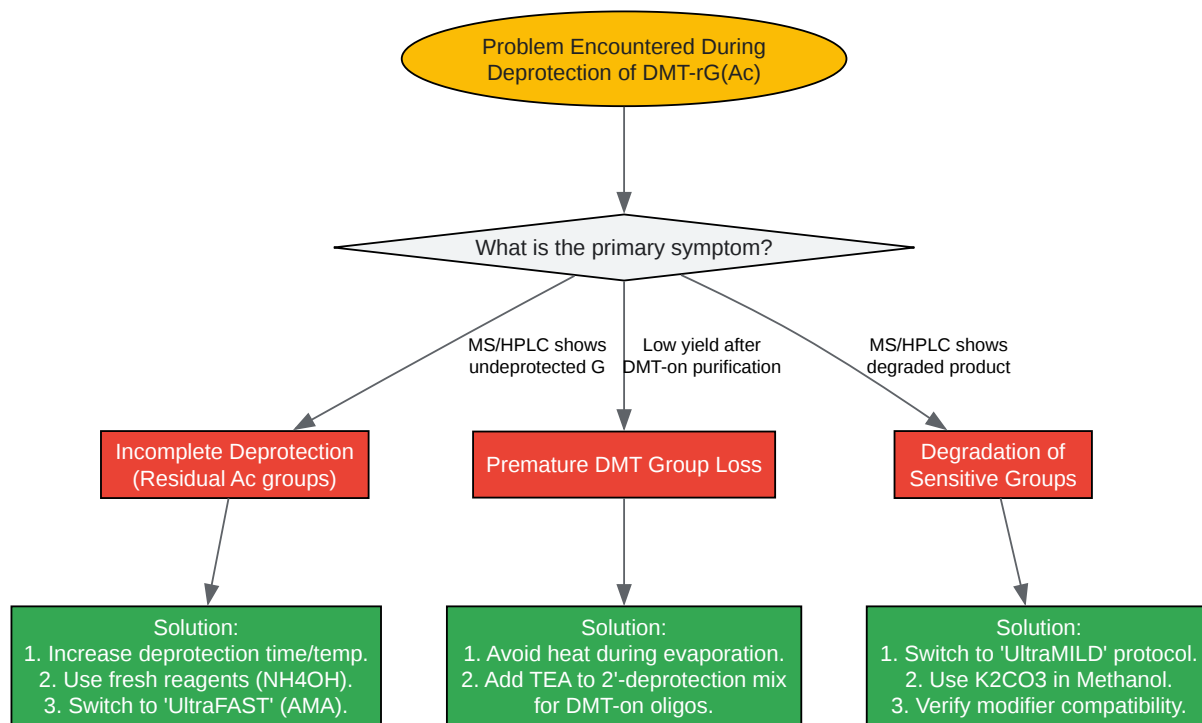 Problem Encountered During
Deprotection of DMT-rG(Ac)
What is the primary symptom?
MS/HPLC shows
undeprotected G
Low yield after
DMT-on purification
MS/HPLC shows
degraded product
Incomplete Deprotection
(Residual Ac groups)
Premature DMT Group Loss
Degradation of
Sensitive Groups
Solution:
1. Increase deprotection time/temp.
2. Use fresh reagents (NH4OH).
3. Switch to 'UltraFAST' (AMA).
Solution:
1. Avoid heat during evaporation.
2. Add TEA to 2'-deprotection mix
for DMT-on oligos.
Solution:
1. Switch to 'UltraMILD' protocol.
2. Use K2CO3 in Methanol.
3. Verify modifier compatibility.